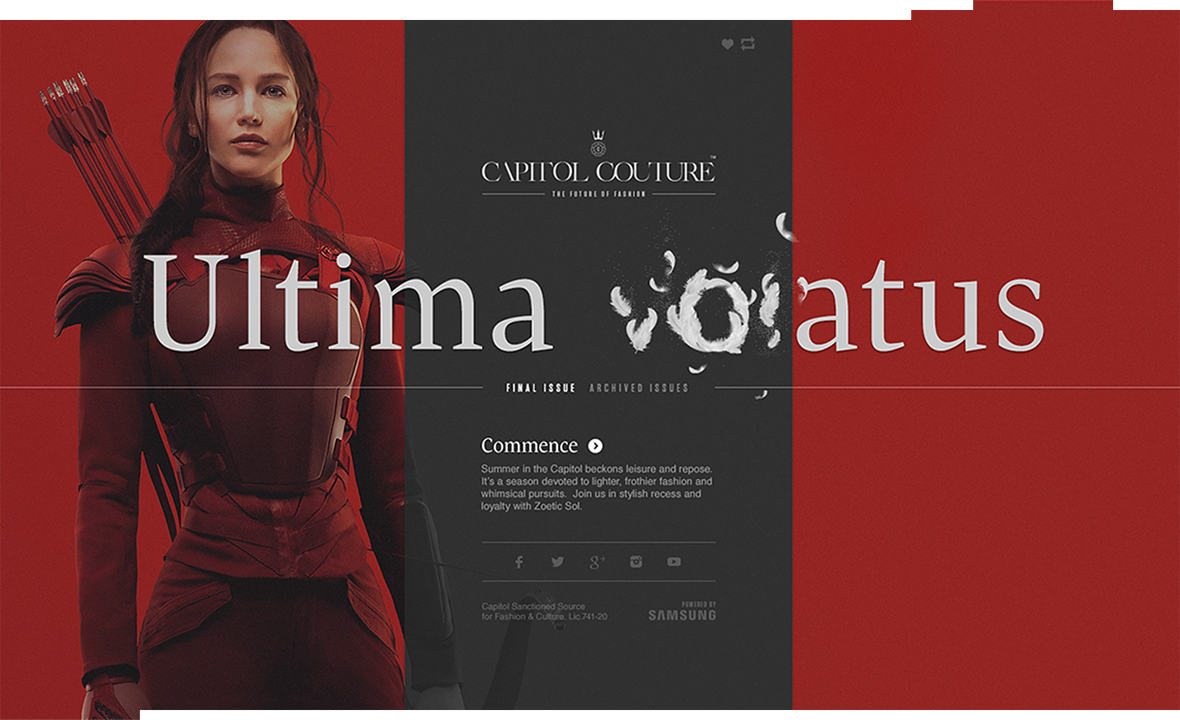 CAPITOL COUTURE™
THE FUTURE OF FASHION
Ultima volatus
FINAL ISSUE ARCHIVED ISSUES
Commence
Summer in the Capitol beckons leisure and repose.
It's a season devoted to lighter, frothier fashion and
whimsical pursuits. Join us in stylish recess and
loyalty with Zoetic Sol.
Capitol Sanctioned Source
for Fashion & Culture. Lic.741-20
POWERED BY
SAMSUNG